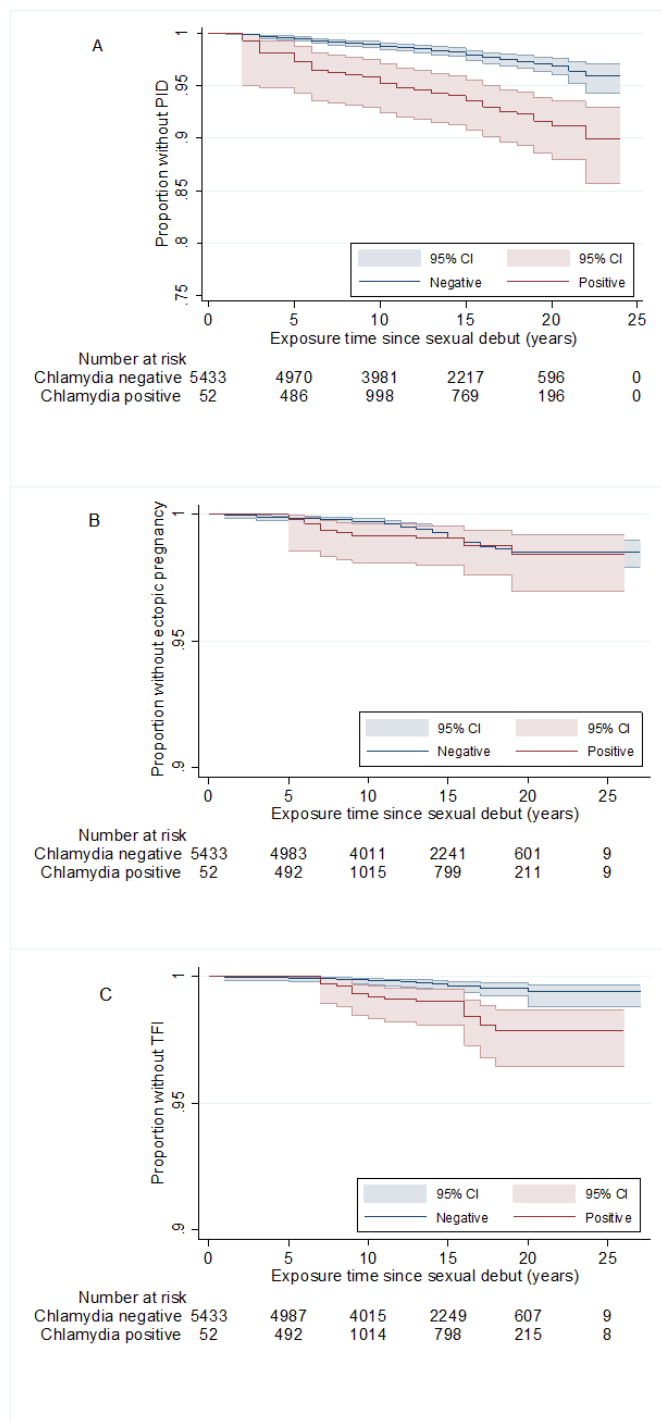 A
Proportion without PID
1
.95
.9
.85
.8
.75
95% CI 95% CI
Negative Positive
0 5 10 15 20 25
Exposure time since sexual debut (years)
Number at risk
Chlamydia negative 5433 4970 3981 2217 596 0
Chlamydia positive 52 486 998 769 196 0
B
Proportion without ectopic pregnancy
1
.95
.9
95% CI 95% CI
Negative Positive
0 5 10 15 20 25
Exposure time since sexual debut (years)
Number at risk
Chlamydia negative 5433 4983 4011 2241 601 9
Chlamydia positive 52 492 1015 799 211 9
C
Proportion without TFI
1
.95
.9
95% CI 95% CI
Negative Positive
0 5 10 15 20 25
Exposure time since sexual debut (years)
Number at risk
Chlamydia negative 5433 4987 4015 2249 607 9
Chlamydia positive 52 492 1014 798 215 8